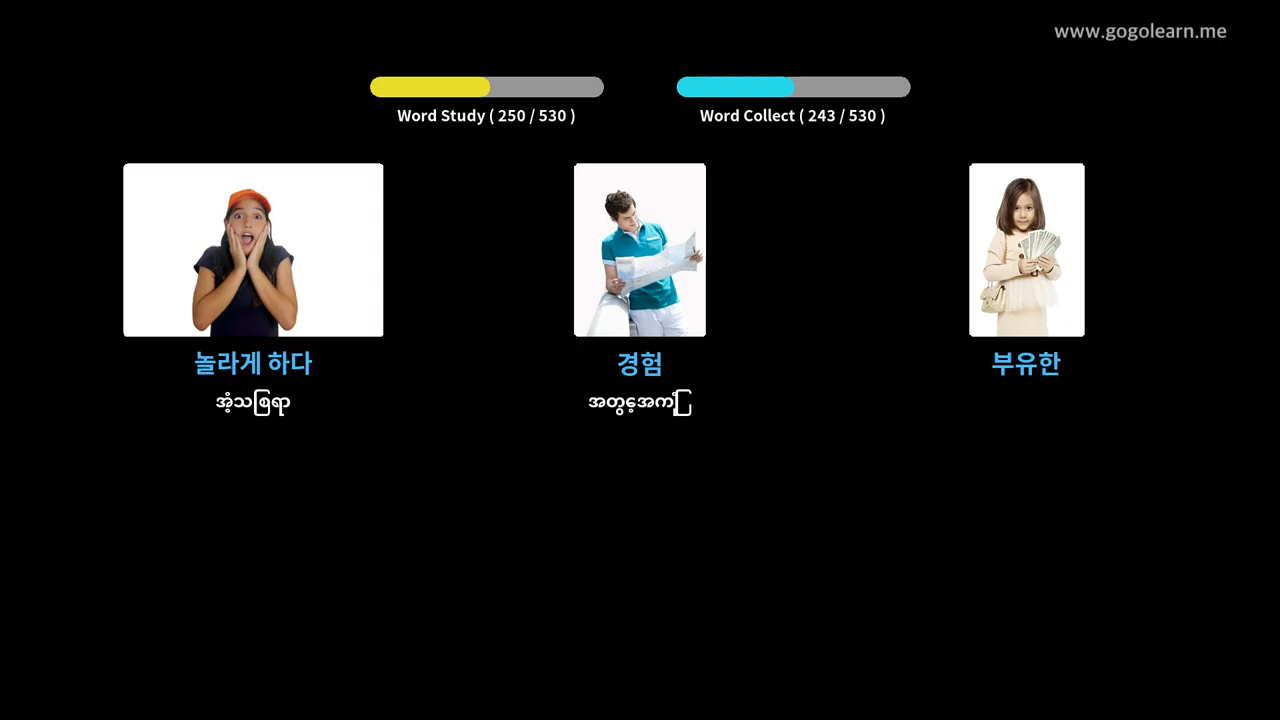 www.gogolearn.me
Word Study ( 250 / 530 )
Word Collect ( 243 / 530 )
놀라게 하다
경험
부유한
အံ့သစြရာ
အတွေ့အကြုံ